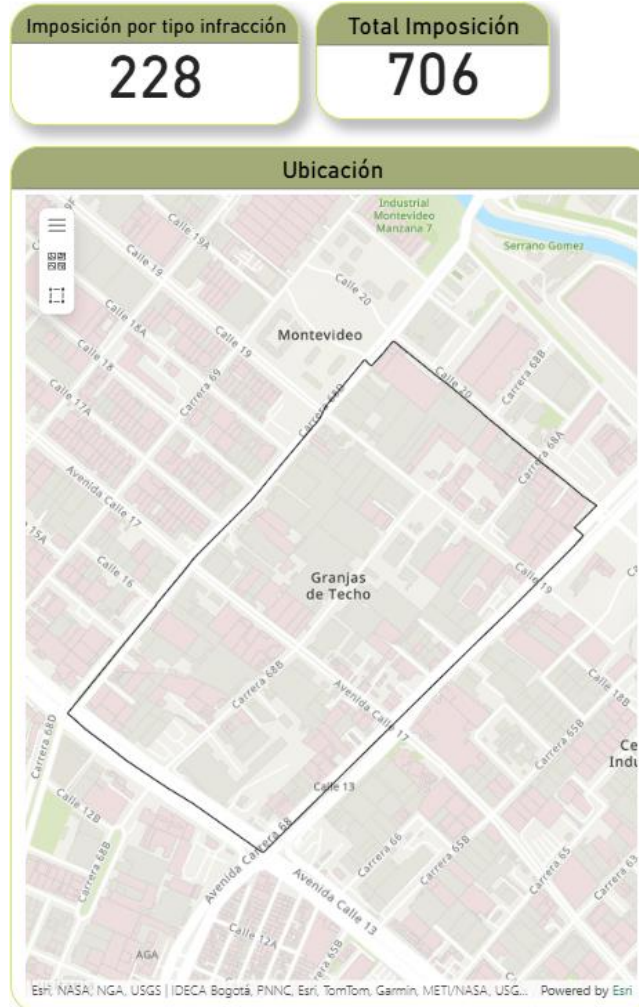 Imposición por tipo infracción
228
Total Imposición
706
Ubicación
Industrial
Montevideo
Manzana 7
Serrano Gomez
Calle 19A
Calle 19
Calle 20
Calle 18A
Calle 19
Montevideo
Calle 18
Carrera 69
Calle 20
Carrera 68B
Calle 17A
Carrera 68D
Carrera 68A
Avenida Calle 17
15A
Calle 16
Granjas
de Techo
Calle 19
Carrera 68B
Calle 18B
Avenida Calle 17
Carrera 68D
Carrera 65B
Ce
Indu
Calle 13
Calle 12B
Carrera 68B
Avenida Carrera 68
Carrera 66
Carrera 65B
Carrera 65
Carrera 63
Avenida Calle 13
Calle 12A
AGA
65B
Esri, NASA, NGA, USGS | IDECA Bogotá, PNNC, Esri, TomTom, Garmin, METI/NASA, USG... Powered by Esri